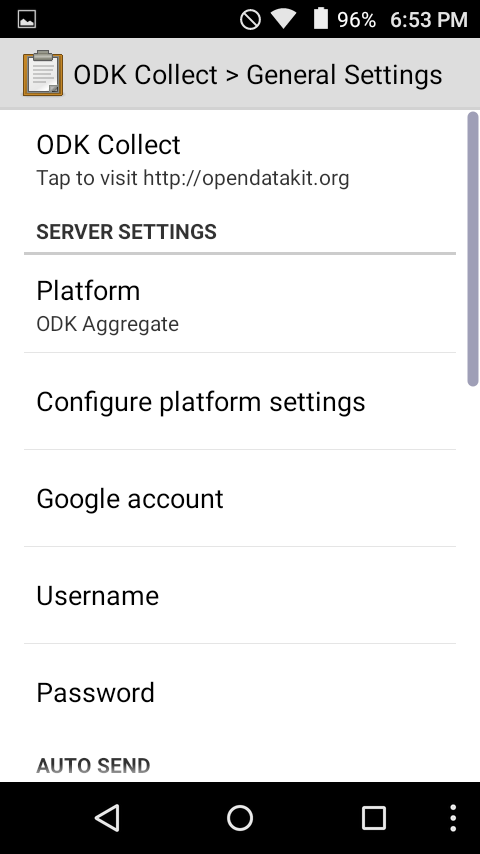 96% 6:53 PM
ODK Collect > General Settings
ODK Collect
Tap to visit http://opendatakit.org
SERVER SETTINGS
Platform
ODK Aggregate
Configure platform settings
Google account
Username
Password
AUTO SEND